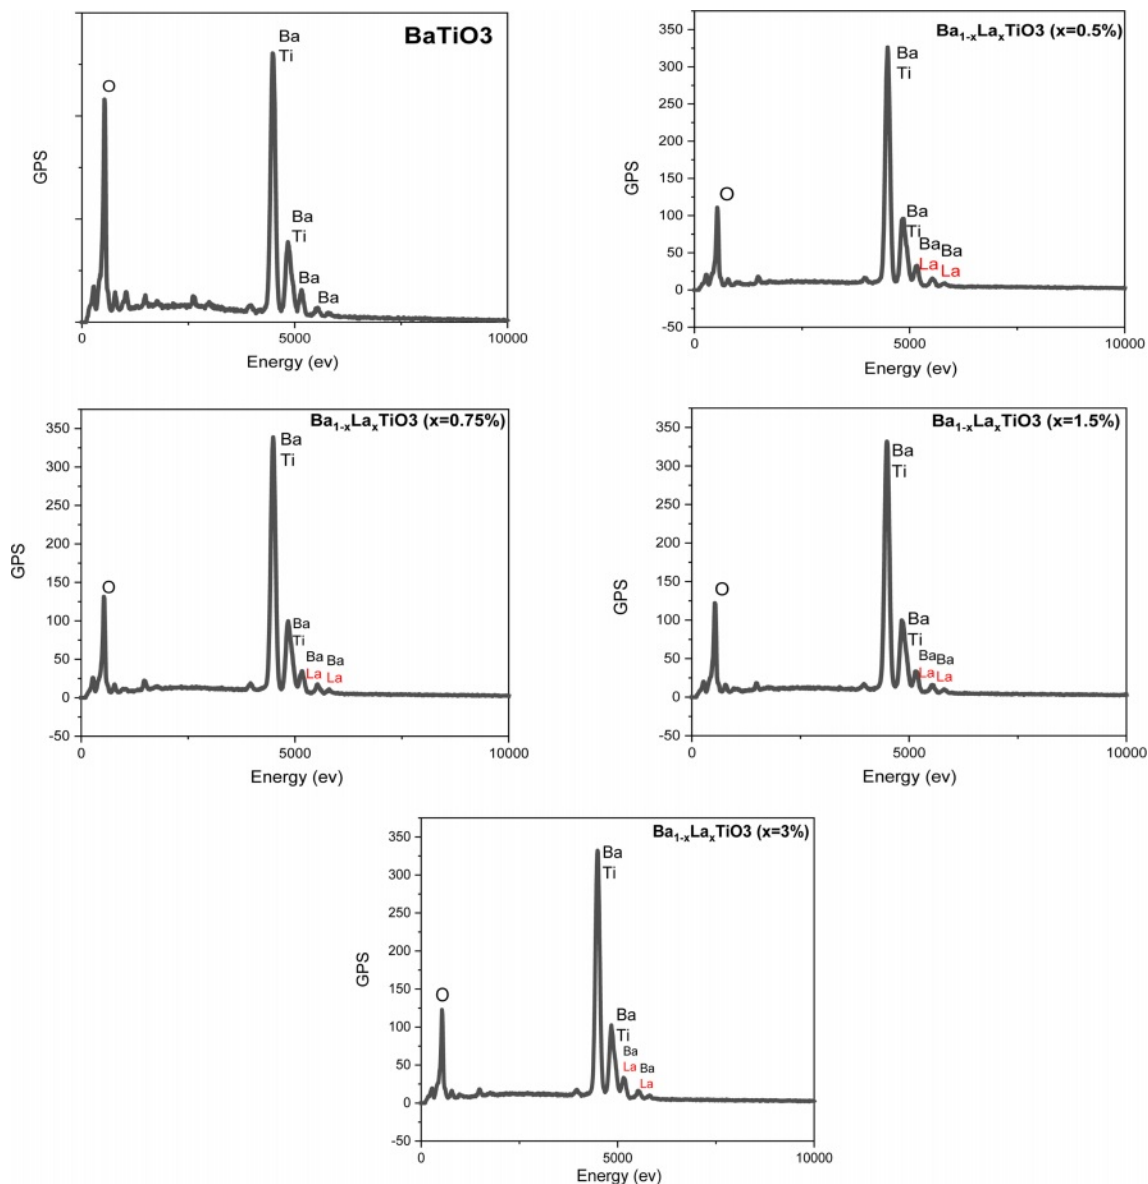 BaTiO3
Ba
Ti
O
Ba
Ti
Ba
Ba
GPS
0
5000
10000
Energy (ev)
Ba1-xLaxTiO3 (x=0.5%)
350
300
250
200
150
100
50
0
-50
GPS
Ba
Ti
O
Ba
Ti
Ba Ba
La La
0
5000
10000
Energy (ev)
Ba1-xLaxTiO3 (x=0.75%)
350
300
250
200
150
100
50
0
-50
GPS
Ba
Ti
O
Ba
Ti
Ba Ba
La La
0
5000
10000
Energy (ev)
Ba1-xLaxTiO3 (x=1.5%)
350
300
250
200
150
100
50
0
-50
GPS
Ba
Ti
O
Ba
Ti
Ba Ba
La La
0
5000
10000
Energy (ev)
Ba1-xLaxTiO3 (x=3%)
350
300
250
200
150
100
50
0
-50
GPS
Ba
Ti
O
Ba
Ti
Ba Ba
La La
0
5000
10000
Energy (ev)